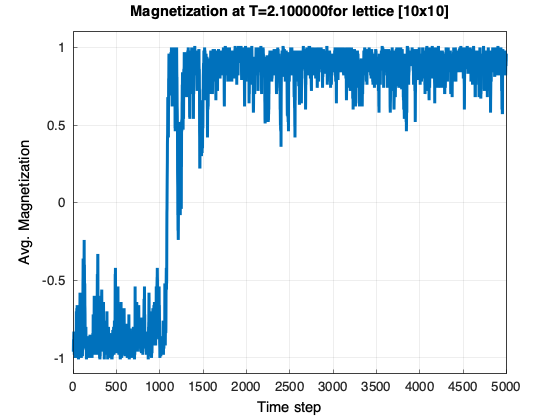 Magnetization at T=2.100000for lattice [10x10]
1
0.5
0
-0.5
-1
Avg. Magnetization
0 500 1000 1500 2000 2500 3000 3500 4000 4500 5000
Time step